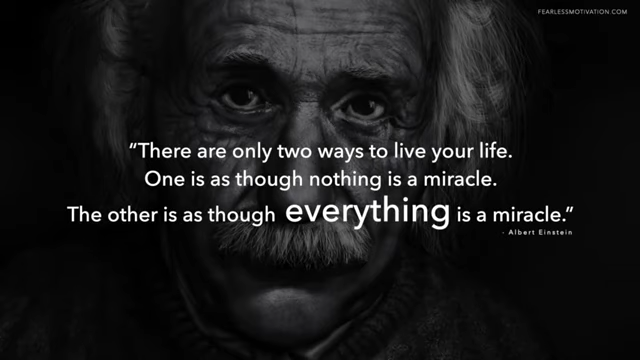 FEARLESSMOTIVATION.COM
“There are only two ways to live your life.
One is as though nothing is a miracle.
The other is as though everything is a miracle.”
- Albert Einstein